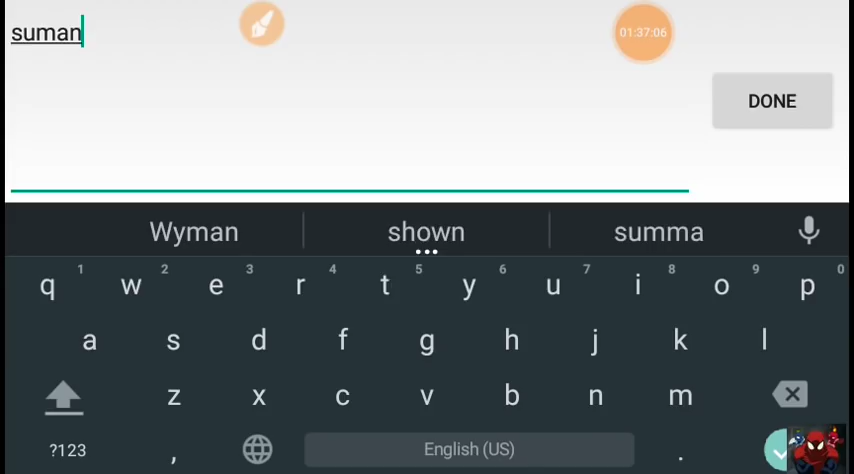 suman
01:37:06
DONE
Wyman shown summa
q 1 w 2 e 3 r 4 t 5 y 6 u 7 i 8 o 9 p 0
a s d f g h j k l
z x c v b n m
?123 , English (US) .